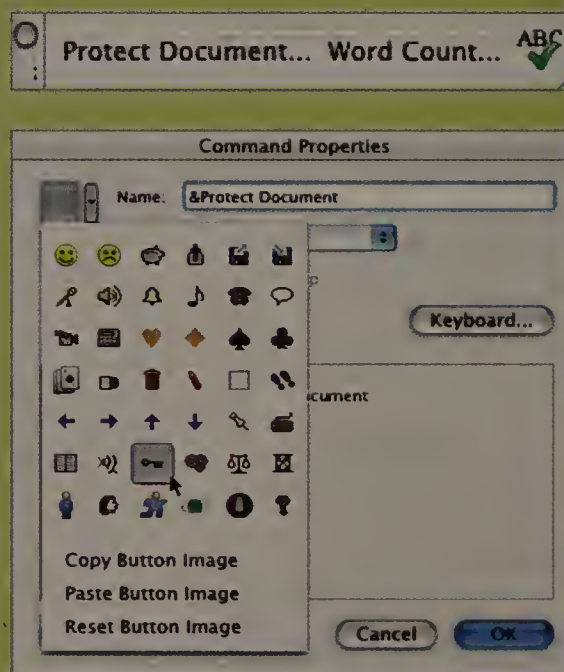 Protect Document... Word Count... ABC
Command Properties
Name: &Protect Document
Keyboard...
cument
Copy Button Image
Paste Button Image
Reset Button Image
Cancel OK